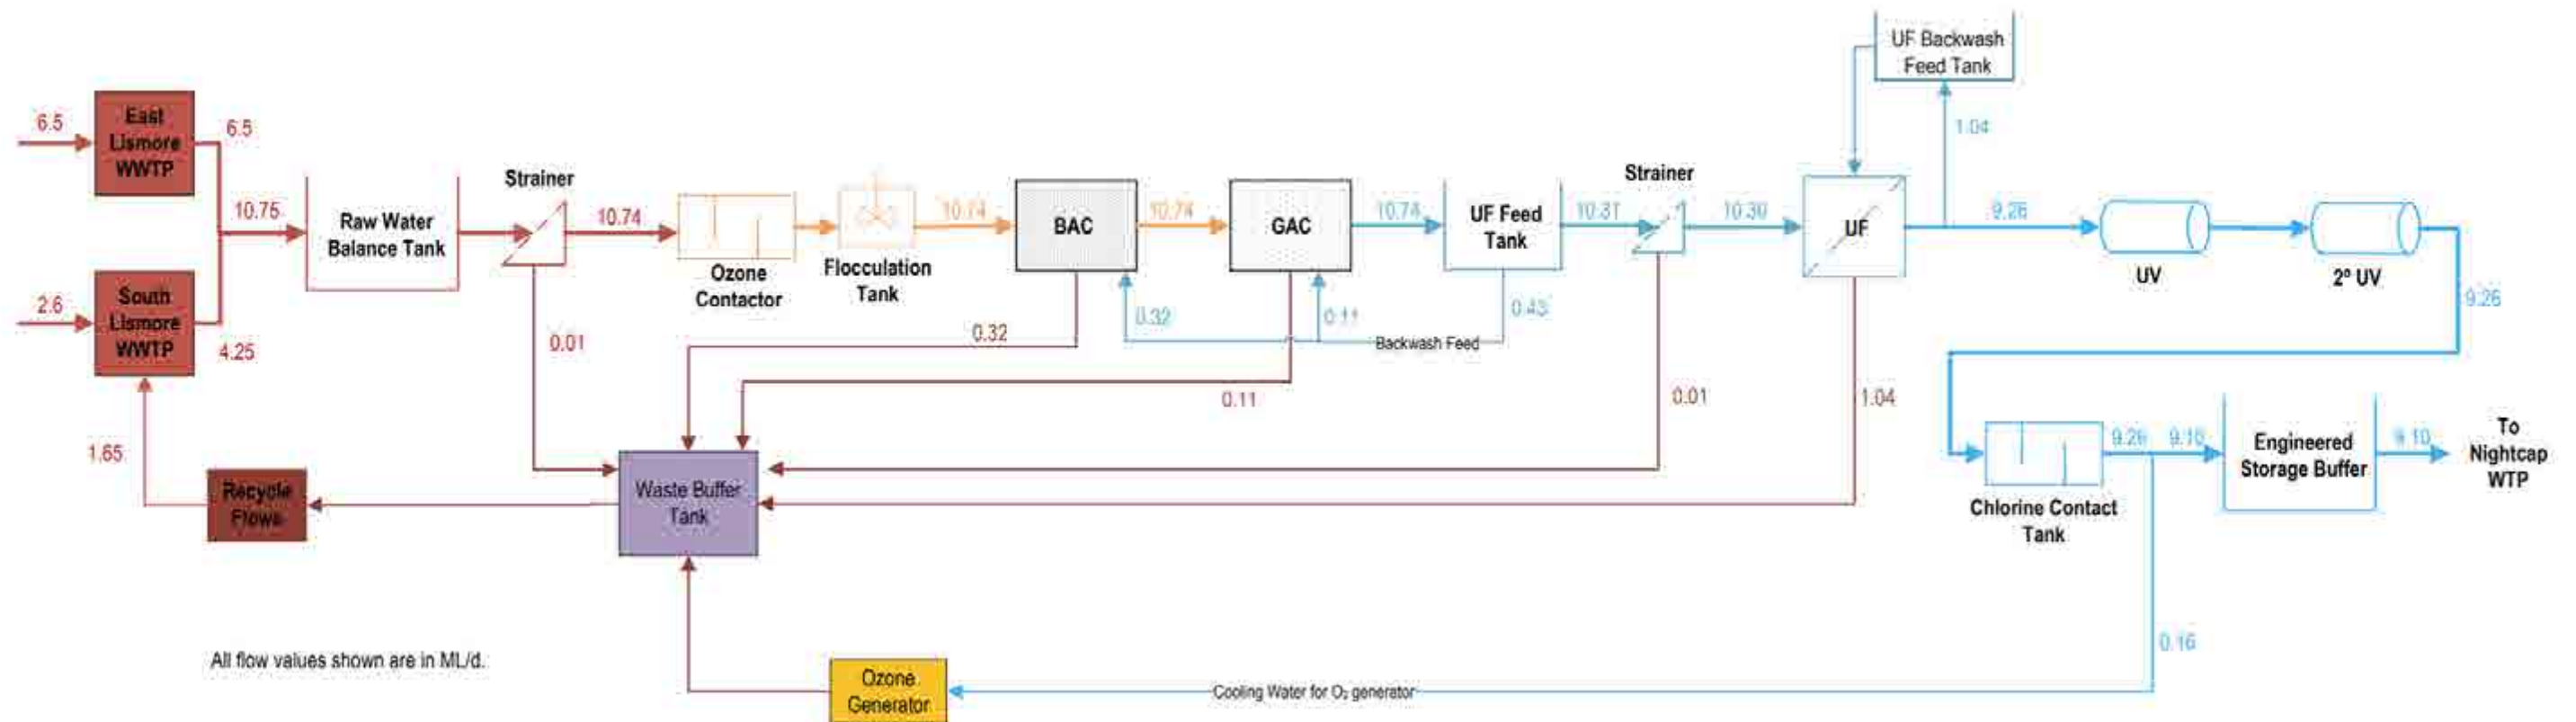 UF Backwash
Feed Tank
6.5
East
Lismore
WWTP
6.5
1.04
Strainer
Strainer
10.75
Raw Water
Balance Tank
10.74
10.74
BAC
10.74
GAC
10.74
UF Feed
Tank
10.31
10.30
UF
9.26
UV
2º UV
Ozone
Contactor
Flocculation
Tank
2.6
South
Lismore
WWTP
4.25
0.01
0.32
0.32
0.11
0.43
Backwash Feed
9.26
0.11
0.01
1.04
1.65
Recycle
Flows
Waste Buffer
Tank
9.26
9.10
Engineered
Storage Buffer
9.10
To
Nightcap
WTP
Chlorine Contact
Tank
All flow values shown are in ML/d.
0.16
Ozone
Generator
Cooling Water for O₂ generator